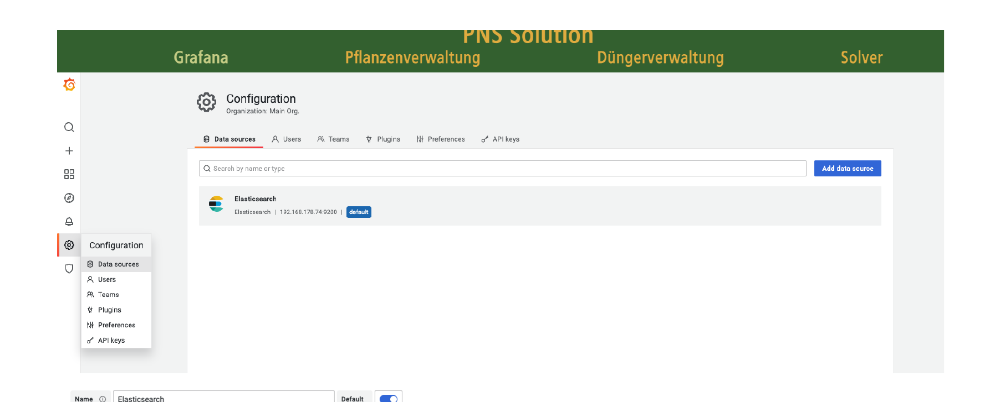 PNS Solution
Grafana Pflanzenverwaltung Düngerverwaltung Solver
Configuration
Organization: Main Org.
Data sources Users Teams Plugins Preferences API keys
Search by name or type Add data source
Elasticsearch
Elasticsearch | 192.168.178.74:9200 | default
Configuration
Data sources
Users
Teams
Plugins
Preferences
API keys
Name Elasticsearch Default